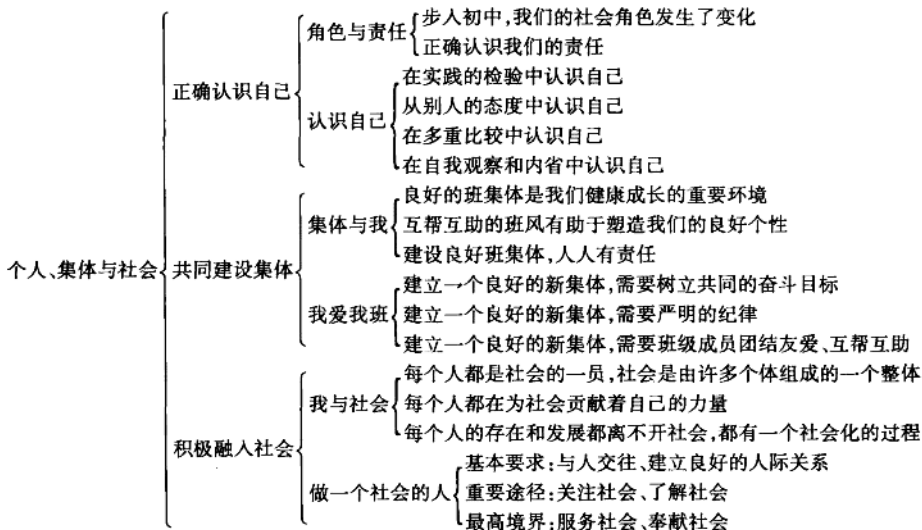 步人初中,我们的社会角色发生了变化
角色与责任
正确认识我们的责任
正确认识自己
在实践的检验中认识自己
从别人的态度中认识自己
认识自己
在多重比较中认识自己
在自我观察和内省中认识自己
良好的班集体是我们健康成长的重要环境
集体与我
互帮互助的班风有助于塑造我们的良好个性
建设良好班集体,人人有责任
个人、集体与社会
共同建设集体
建立一个良好的新集体,需要树立共同的奋斗目标
我爱我班
建立一个良好的新集体,需要严明的纪律
建立一个良好的新集体,需要班级成员团结友爱、互帮互助
每个人都是社会的一员,社会是由许多个体组成的一个整体
我与社会
每个人都在为社会贡献着自己的力量
每个人的存在和发展都离不开社会,都有一个社会化的过程
积极融入社会
基本要求:与人交往、建立良好的人际关系
做一个社会的人
重要途径:关注社会、了解社会
最高境界:服务社会、奉献社会